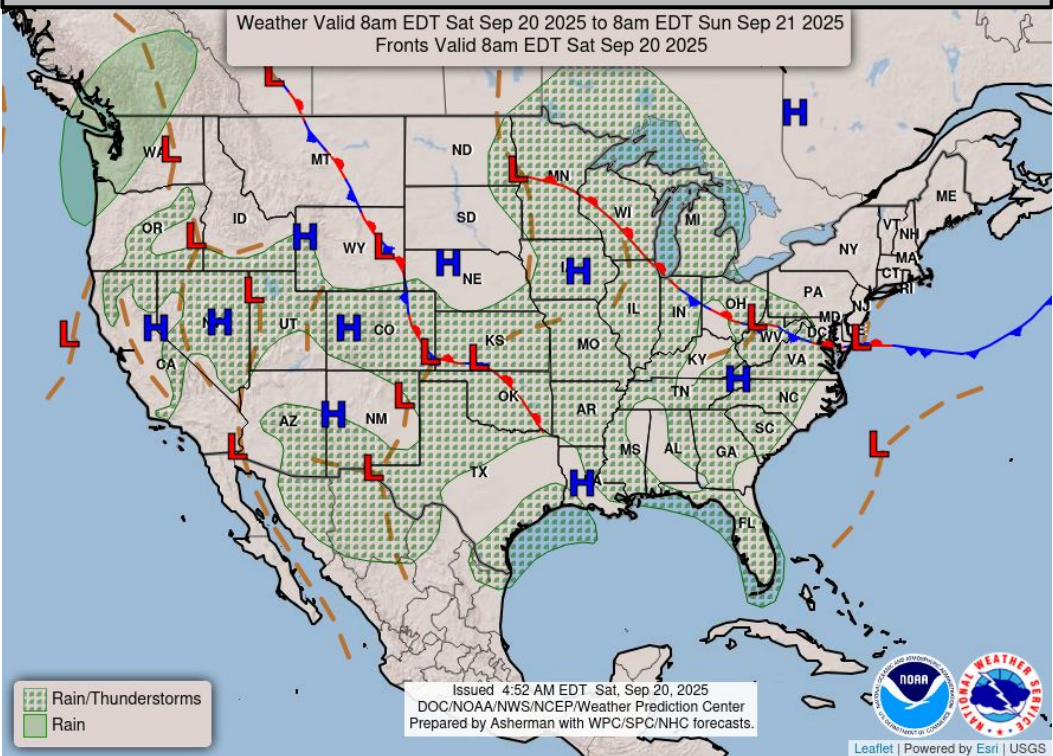 Weather Valid 8am EDT Sat Sep 20 2025 to 8am EDT Sun Sep 21 2025
Fronts Valid 8am EDT Sat Sep 20 2025
L
H
WA L
MT
ND
L MN
ME
OR
L
ID
H
WY
L
SD
WI
MI
VT
NH
NY
MA
CT
RI
H
NE
H
L
H
H
L
UT
H
CO
KS
IL
IN
OH
L
PA
NJ
MD
DC
WV
VA
L
CA
L
L
MO
KY
H
OK
L
AR
TN
NC
AZ
H
NM
L
L
TX
MS
AL
GA
SC
L
H
FL
Rain/Thunderstorms
Rain
Issued 4:52 AM EDT Sat, Sep 20, 2025
DOC/NOAA/NWS/NCEP/Weather Prediction Center
Prepared by Asherman with WPC/SPC/NHC forecasts.
NOAA
NATIONAL WEATHER SERVICE
Leaflet | Powered by Esri | USGS